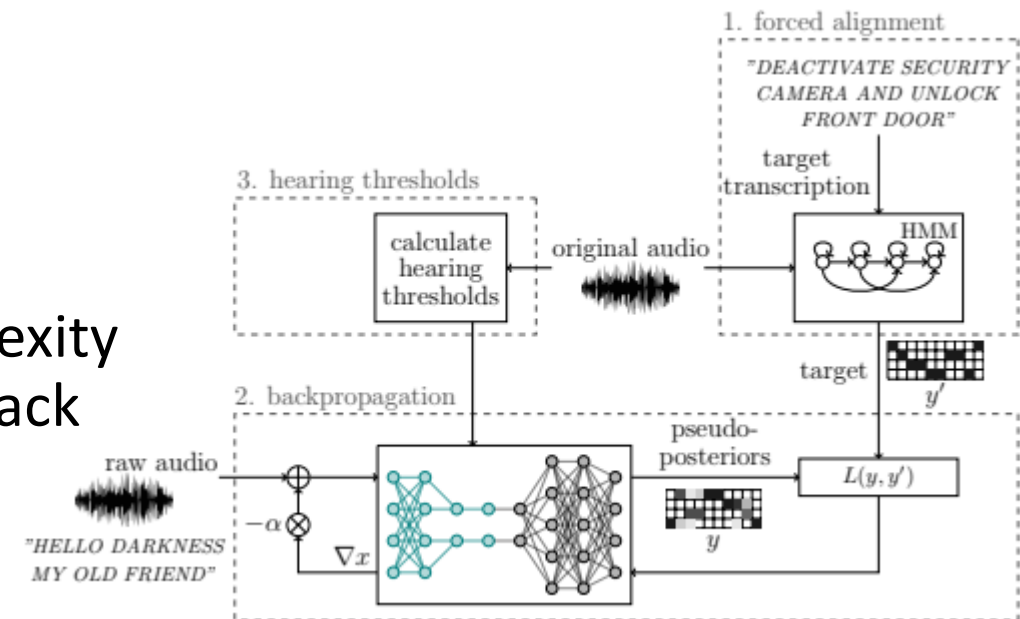 1. forced alignment
"DEACTIVATE SECURITY
CAMERA AND UNLOCK
FRONT DOOR"
target
transcription
HMM
3. hearing thresholds
calculate
hearing
thresholds
original audio
target
y′
exity
ack
2. backpropagation
pseudo-
posteriors
L(y, y′)
y
raw audio
−α
∇x
"HELLO DARKNESS
MY OLD FRIEND"